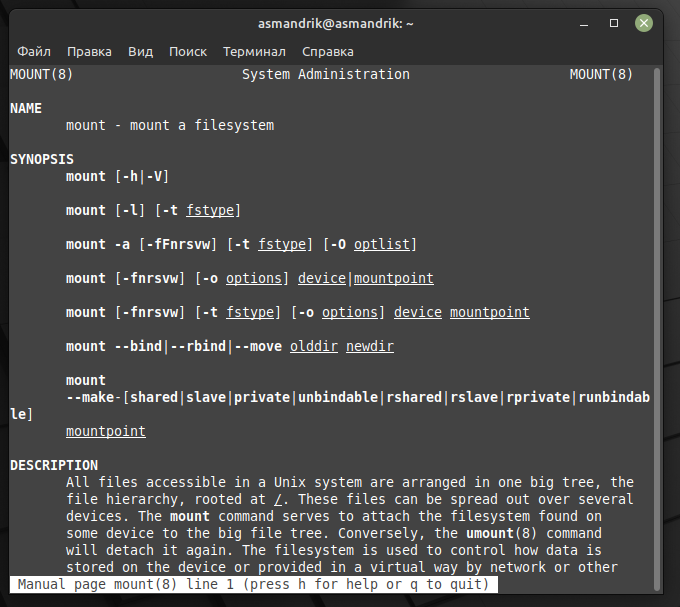 asmandrik@asmandrik: ~
Файл Правка Вид Поиск Терминал Справка
MOUNT(8) System Administration MOUNT(8)
NAME
mount - mount a filesystem
SYNOPSIS
mount [-h|-V]
mount [-l] [-t fstype]
mount -a [-fFnrsvw] [-t fstype] [-O optlist]
mount [-fnrsvw] [-o options] device|mountpoint
mount [-fnrsvw] [-t fstype] [-o options] device mountpoint
mount --bind|--rbind|--move olddir newdir
mount
--make-[shared|slave|private|unbindable|rshared|rslave|rprivate|runbindab
le]
mountpoint
DESCRIPTION
All files accessible in a Unix system are arranged in one big tree, the
file hierarchy, rooted at /. These files can be spread out over several
devices. The mount command serves to attach the filesystem found on
some device to the big file tree. Conversely, the umount(8) command
will detach it again. The filesystem is used to control how data is
stored on the device or provided in a virtual way by network or other
Manual page mount(8) line 1 (press h for help or q to quit)